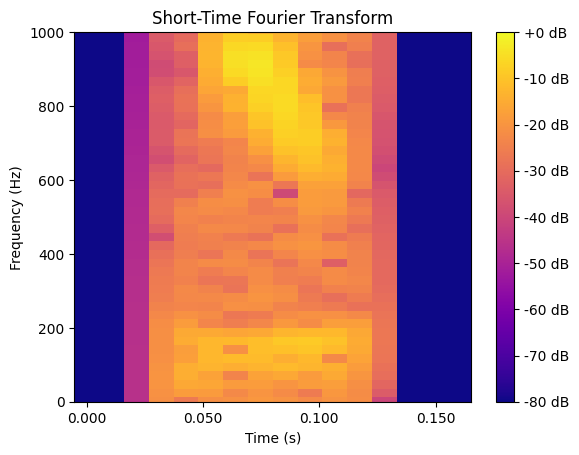 Short-Time Fourier Transform
1000
800
600
400
200
0
Frequency (Hz)
0.000
0.050
0.100
0.150
Time (s)
+0 dB
-10 dB
-20 dB
-30 dB
-40 dB
-50 dB
-60 dB
-70 dB
-80 dB